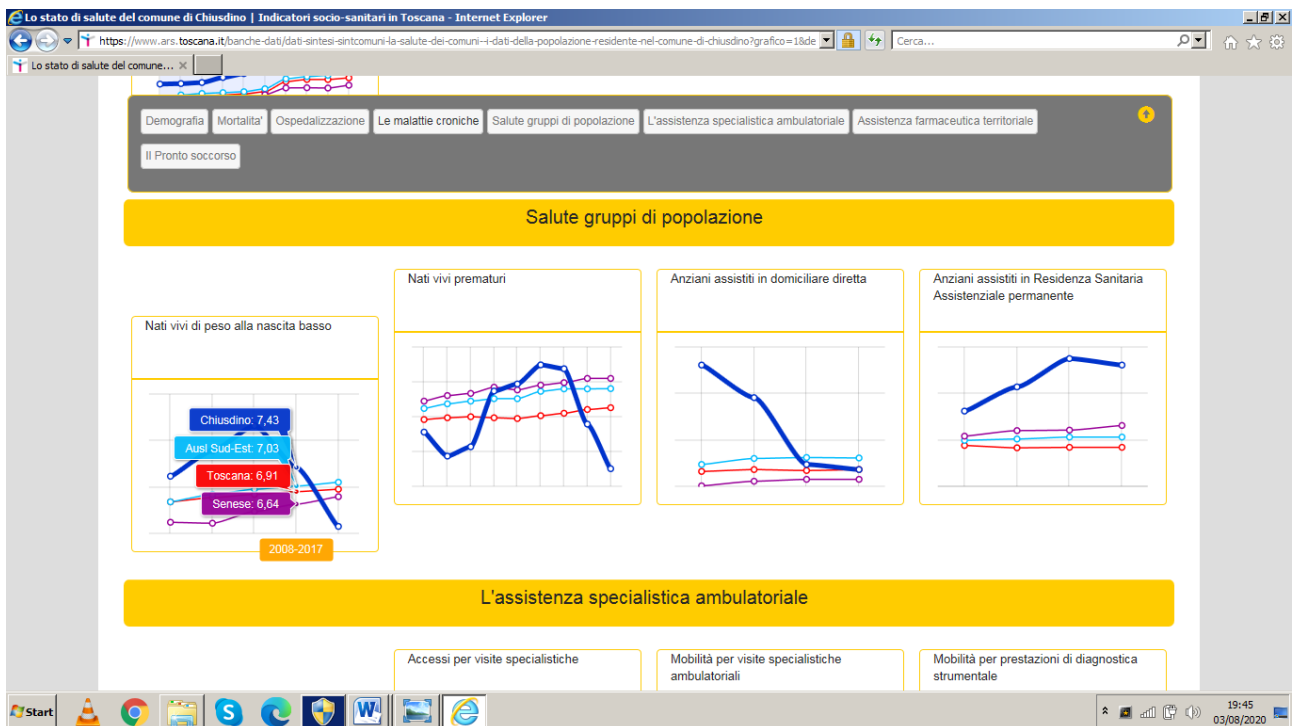 Lo stato di salute del comune di Chiusdino | Indicatori socio-sanitari in Toscana - Internet Explorer
https://www.ars.toscana.it/banche-dati/dati-sintesi-sintcomuni-la-salute-dei-comuni--i-dati-della-popolazione-residente-nel-comune-di-chiusdino?grafico=1&de
Cerca...
Lo stato di salute del comune...
Demografia
Mortalita'
Ospedalizzazione
Le malattie croniche
Salute gruppi di popolazione
L'assistenza specialistica ambulatoriale
Assistenza farmaceutica territoriale
Il Pronto soccorso
Salute gruppi di popolazione
Nati vivi di peso alla nascita basso
Chiusdino: 7,43
Ausl Sud-Est: 7,03
Toscana: 6,91
Senese: 6,64
2008-2017
Nati vivi prematuri
Anziani assistiti in domiciliare diretta
Anziani assistiti in Residenza Sanitaria
Assistenziale permanente
L'assistenza specialistica ambulatoriale
Accessi per visite specialistiche
Mobilità per visite specialistiche
ambulatoriali
Mobilità per prestazioni di diagnostica
strumentale
Start
19:45
03/08/2020